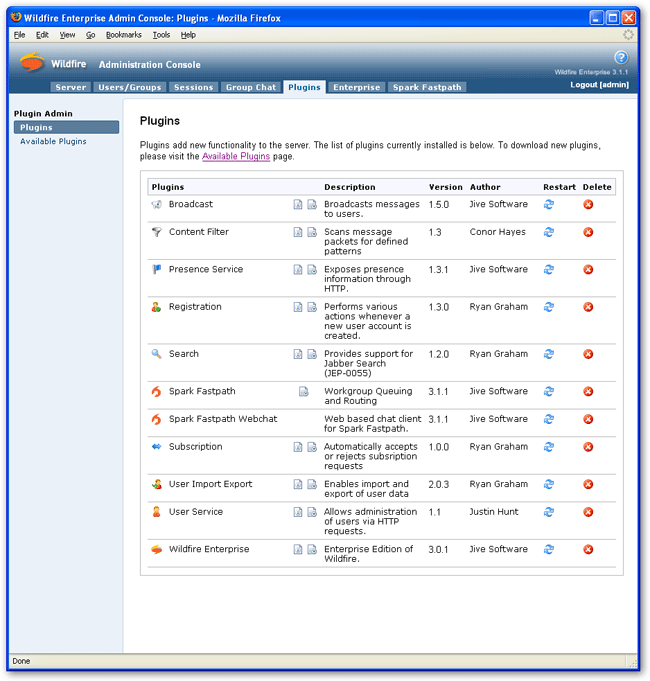 Wildfire Enterprise Admin Console: Plugins - Mozilla Firefox
File Edit View Go Bookmarks Tools Help
Wildfire Administration Console
Wildfire Enterprise 3.1.1
Server Users/Groups Sessions Group Chat Plugins Enterprise Spark Fastpath Logout [admin]
Plugin Admin
Plugins
Available Plugins
Plugins
Plugins add new functionality to the server. The list of plugins currently installed is below. To download new plugins,
please visit the Available Plugins page.
Plugins Description Version Author Restart Delete
Broadcast Broadcasts messages 1.5.0 Jive Software
to users.
Content Filter Scans message 1.3 Conor Hayes
packets for defined
patterns
Presence Service Exposes presence 1.3.1 Jive Software
information through
HTTP.
Registration Performs various 1.3.0 Ryan Graham
actions whenever a
new user account is
created.
Search Provides support for 1.2.0 Ryan Graham
Jabber Search
(JEP-0055)
Spark Fastpath Workgroup Queuing 3.1.1 Jive Software
and Routing
Spark Fastpath Webchat Web based chat client 3.1.1 Jive Software
for Spark Fastpath.
Subscription Automatically accepts 1.0.0 Ryan Graham
or rejects subsription
requests
User Import Export Enables import and 2.0.3 Ryan Graham
export of user data
User Service Allows administration 1.1 Justin Hunt
of users via HTTP
requests.
Wildfire Enterprise Enterprise Edition of 3.0.1 Jive Software
Wildfire.
Done